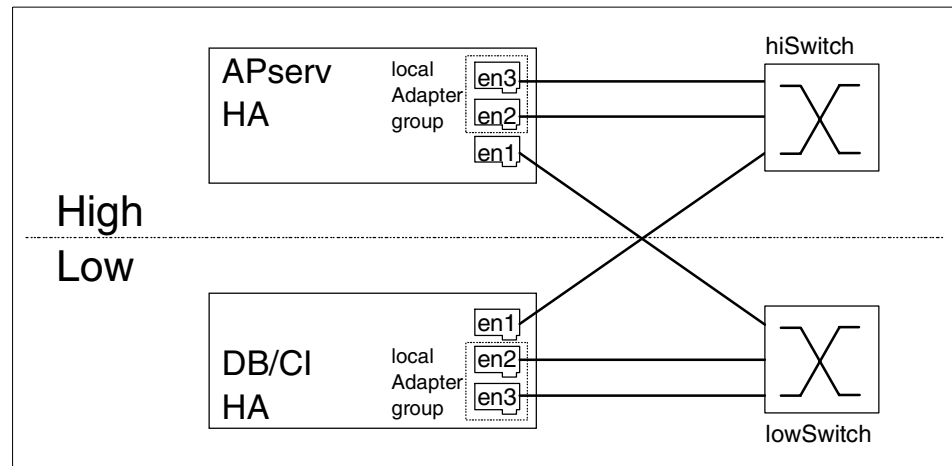 hiSwitch
APserv
HA
local
Adapter
group
en3
en2
en1
High
Low
en1
en2
en3
DB/CI
HA
local
Adapter
group
lowSwitch